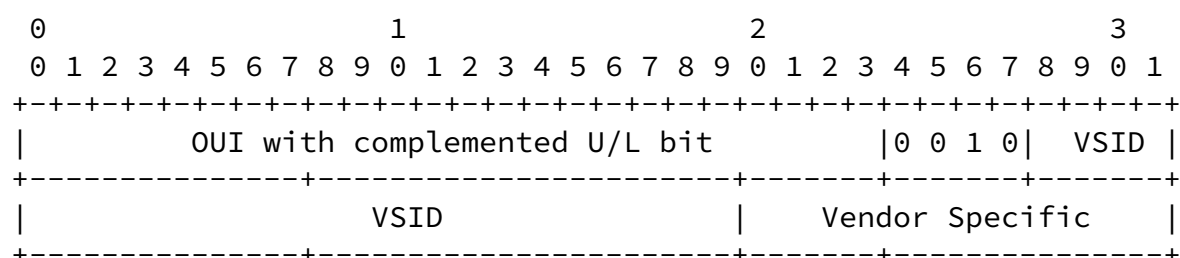 0                   1                   2                   3
 0 1 2 3 4 5 6 7 8 9 0 1 2 3 4 5 6 7 8 9 0 1 2 3 4 5 6 7 8 9 0 1
+-+-+-+-+-+-+-+-+-+-+-+-+-+-+-+-+-+-+-+-+-+-+-+-+-+-+-+-+-+-+-+-+
|         OUI with complemented U/L bit         |0 0 1 0|  VSID |
+---------------+-----------------------+-------+-------+-------+
|                   VSID                |    Vendor Specific    |
+---------------+-----------------------+-------+---------------+